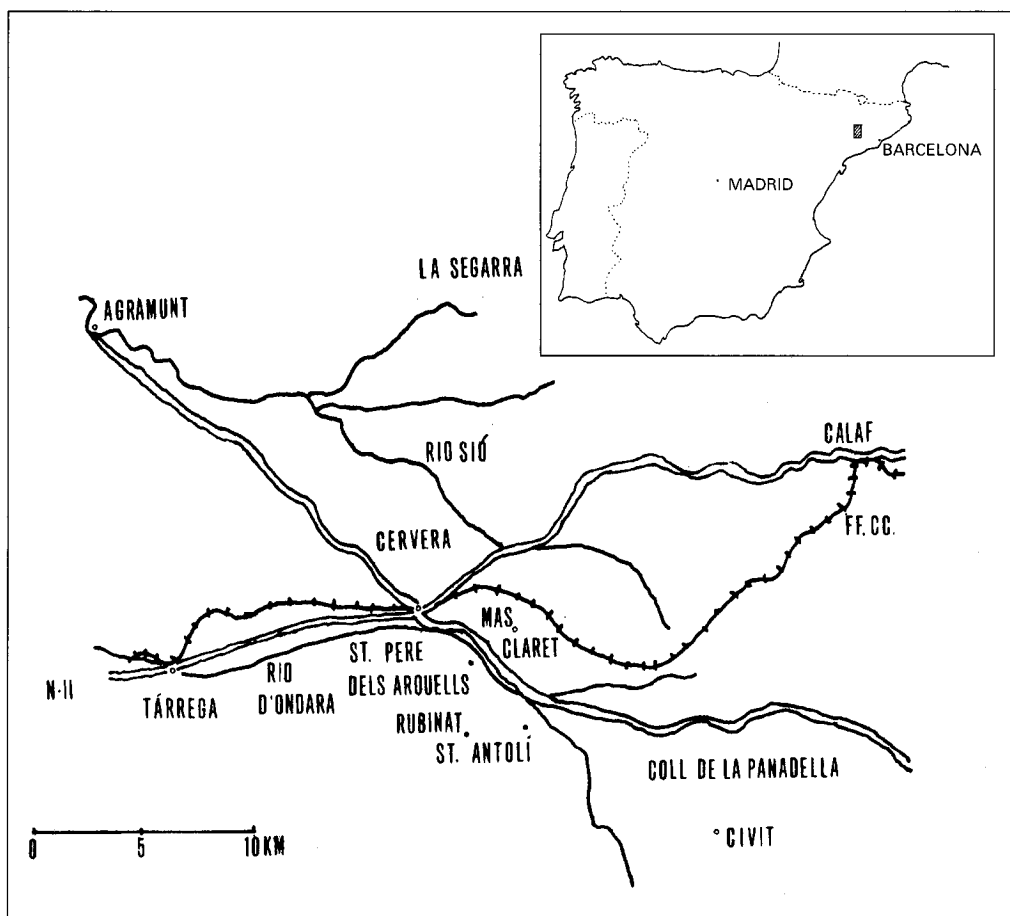 BARCELONA
MADRID
LA SEGARRA
AGRAMUNT
RIO SIÓ
CALAF
FF. CC.
CERVERA
MAS
CLARET
ST. PERE
DELS ARQUELLS
RIO
D'ONDARA
N-II
TÁRREGA
RUBINAT
ST. ANTOLÍ
COLL DE LA PANADELLA
CIVIT
0 5 10 KM